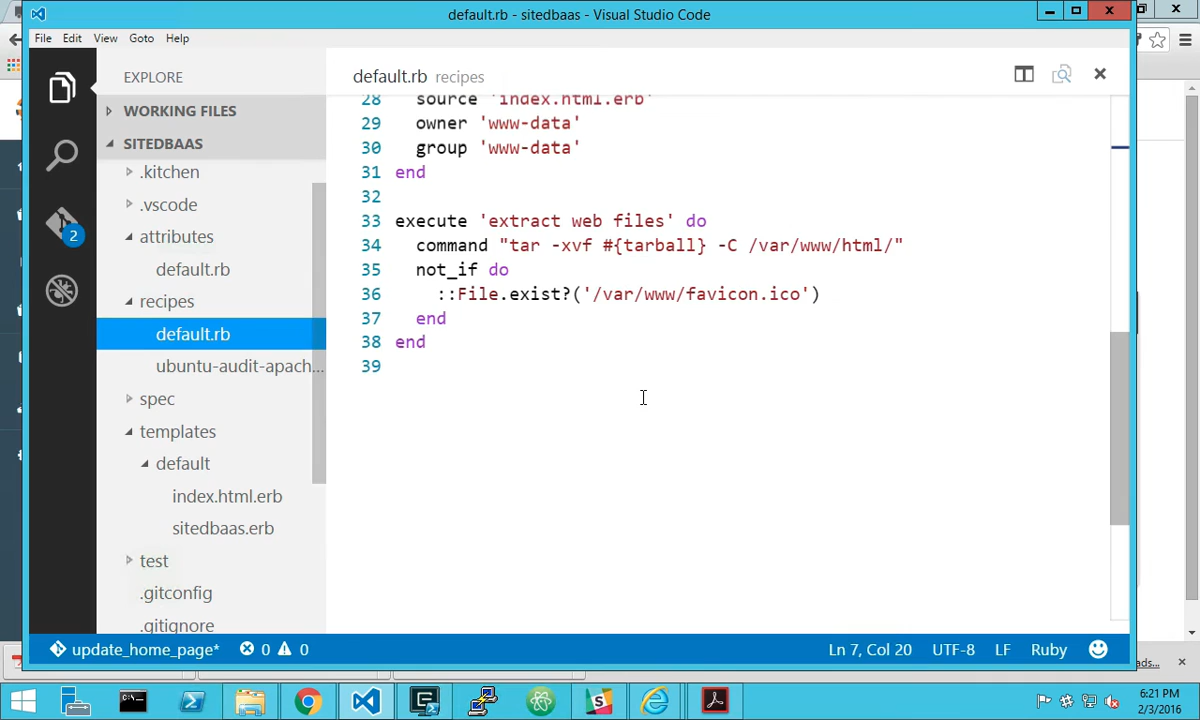 default.rb - sitedbaas - Visual Studio Code
File Edit View Goto Help
EXPLORE
WORKING FILES
SITEDBAAS
.kitchen
.vscode
attributes
default.rb
recipes
default.rb
ubuntu-audit-apach...
spec
templates
default
index.html.erb
sitedbaas.erb
test
.gitconfig
.gitignore
2
default.rb recipes
28 source 'index.html.erb'
29 owner 'www-data'
30 group 'www-data'
31 end
32
33 execute 'extract web files' do
34 command "tar -xvf #{tarball} -C /var/www/html/"
35 not_if do
36 ::File.exist?('/var/www/favicon.ico')
37 end
38 end
39
update_home_page* 0 0 Ln 7, Col 20 UTF-8 LF Ruby
ads...
6:21 PM
2/3/2016